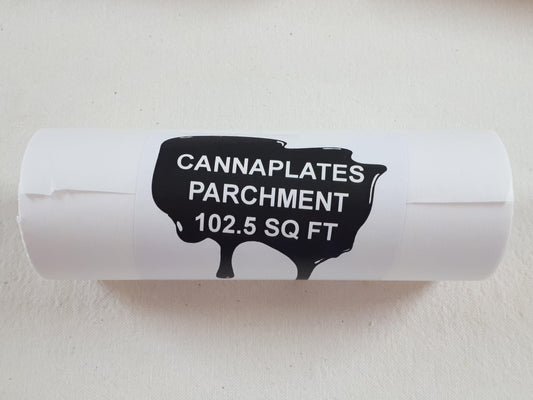 CANNAPLATES
PARCHMENT
102.5 SQ FT